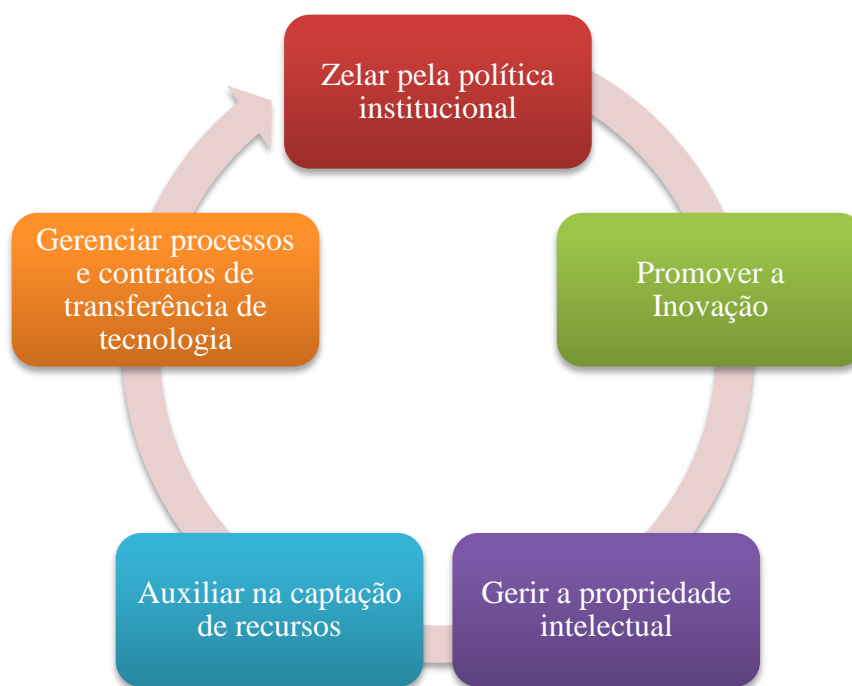 Zelar pela política
institucional
Promover a
Inovação
Gerir a propriedade
intelectual
Auxiliar na captação
de recursos
Gerenciar processos
e contratos de
transferência de
tecnologia